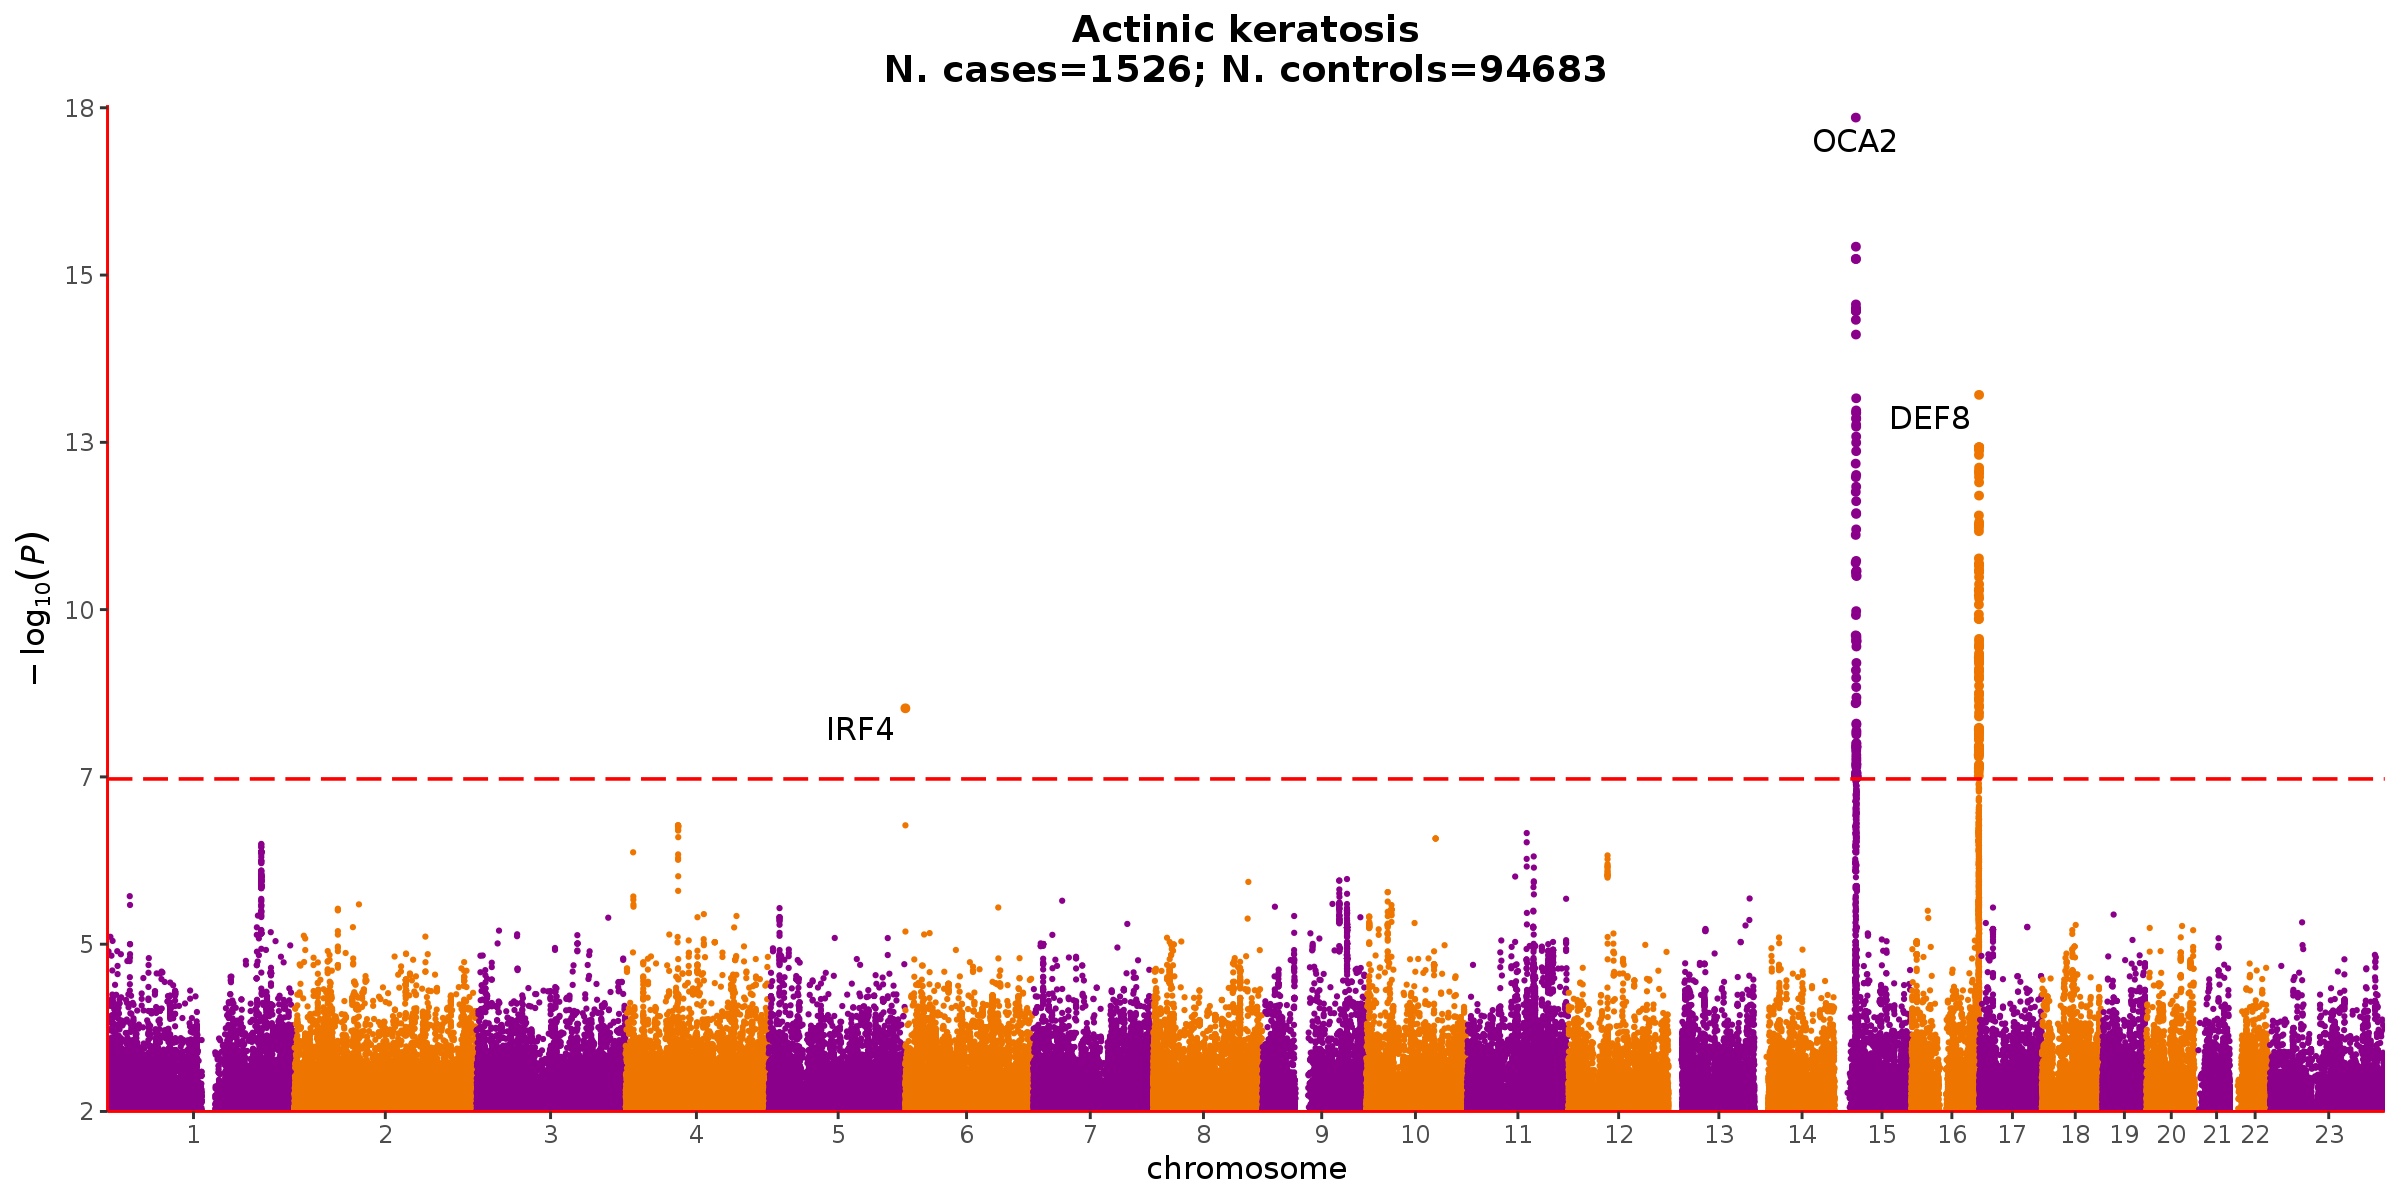 Actinic keratosis
N. cases=1526; N. controls=94683
18
OCA2
15
DEF8
13
−log₁₀(P)
10
IRF4
7
5
2
1 2 3 4 5 6 7 8 9 10 11 12 13 14 15 16 17 18 19 20 21 22 23
chromosome